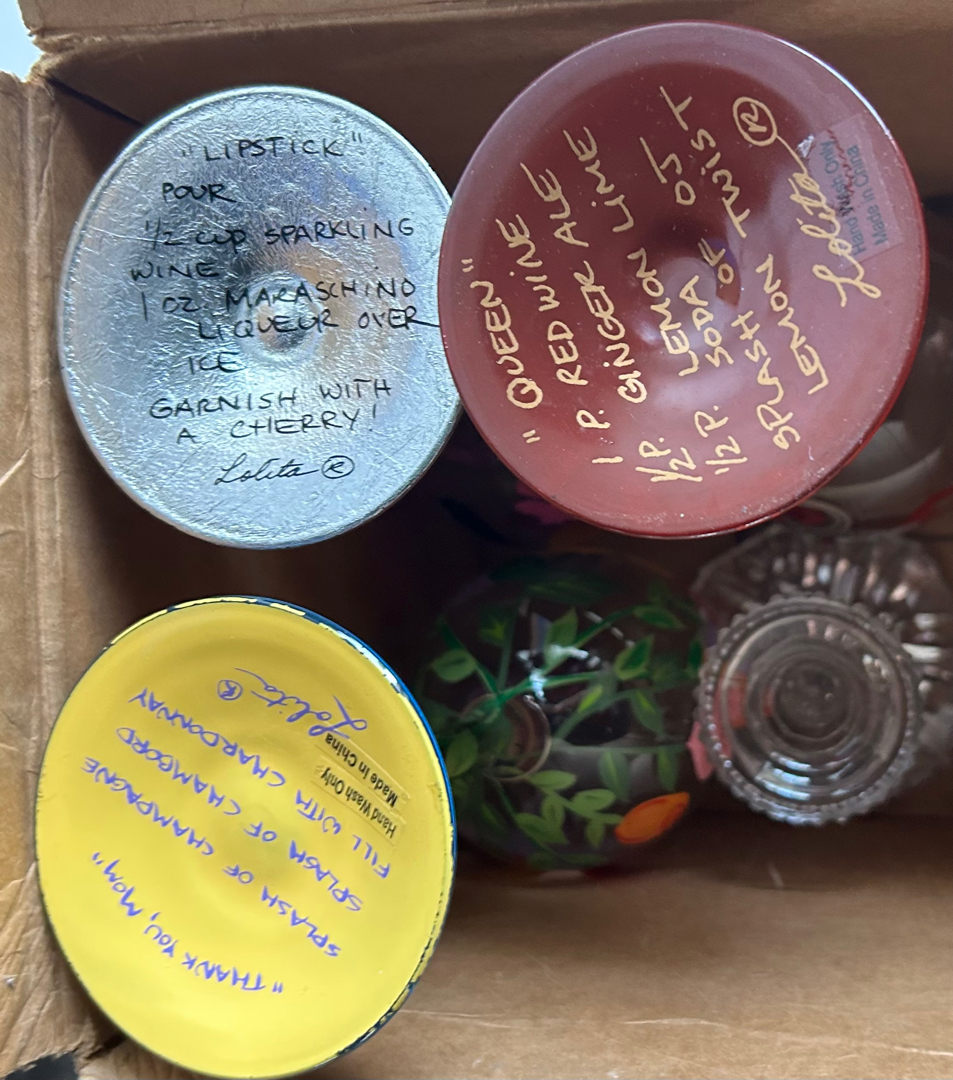 "LIPSTICK"
POUR
1/2 cup SPARKLING
WINE
1 OZ. MARASCHINO
LIQUEUR OVER
ICE
GARNISH WITH
A CHERRY!
Lolita ®
"QUEEN"
1 P. RED WINE
GINGER ALE
1/2 P. LEMON LIME
1/2 P. SODA
SPLASH OF OJ
LEMON TWIST
Lolita ®
Hand Wash Only
Made in China
"THANK YOU, MOM"
SPLASH OF CHAMPAGNE
SPLASH OF CHAMBORD
FILL WITH CHARDONNAY
Hand Wash Only
Made in China
Lolita ®